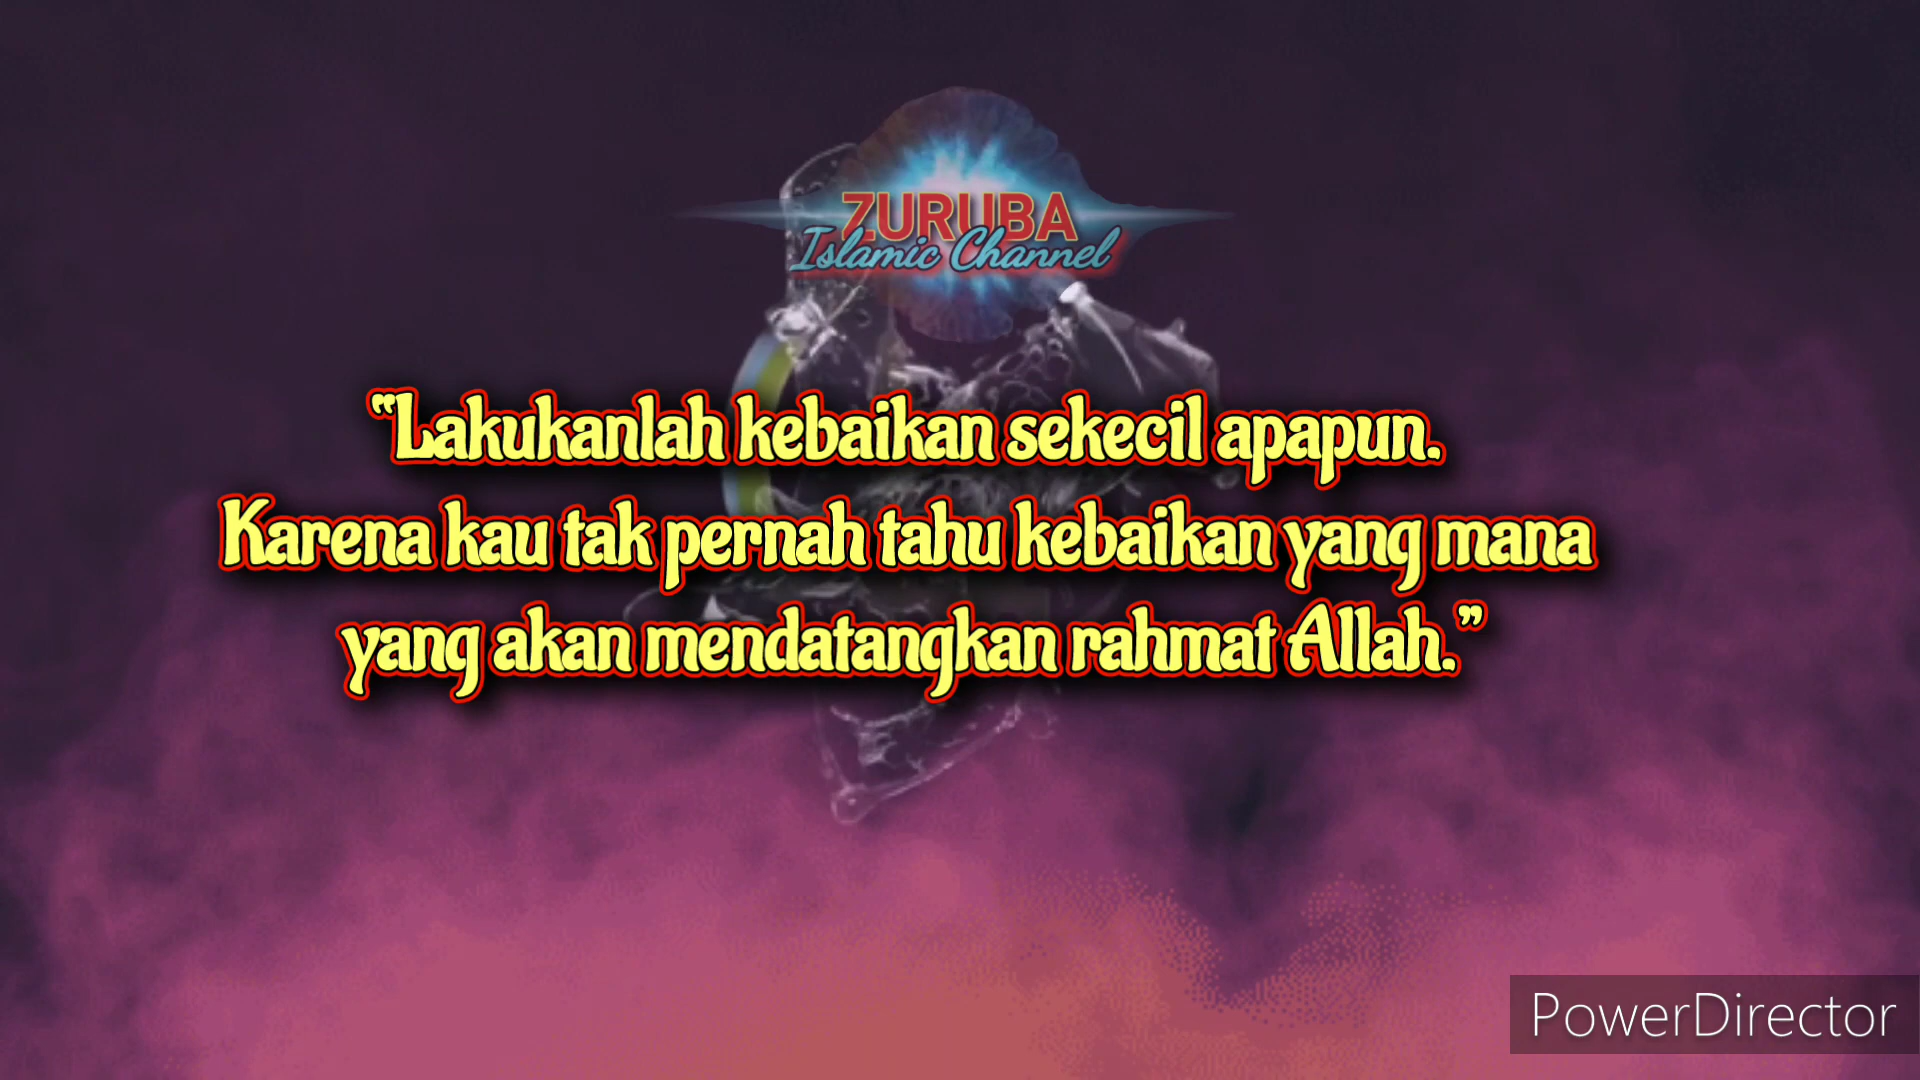 ZURUBA
Islamic Channel
“Lakukanlah kebaikan sekecil apapun.
Karena kau tak pernah tahu kebaikan yang mana
yang akan mendatangkan rahmat Allah.”
PowerDirector